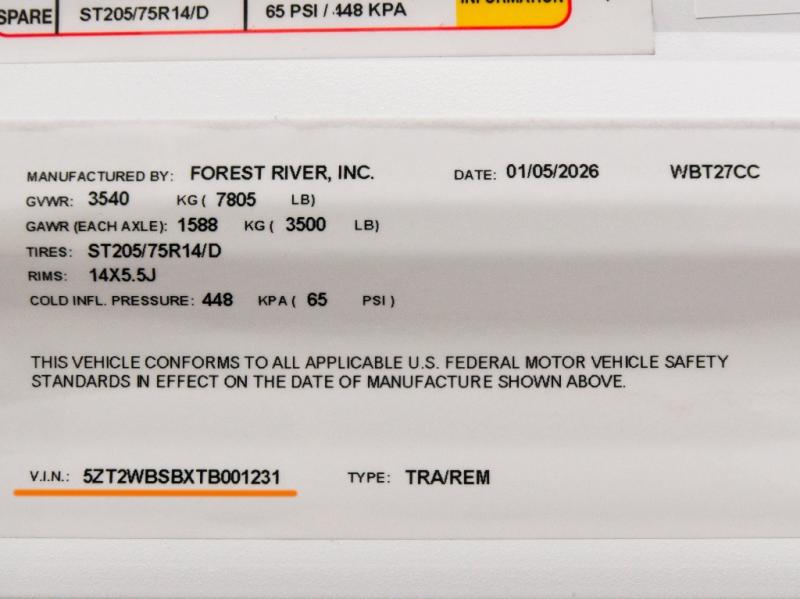 SPARE ST205/75R14/D 65 PSI / 448 KPA INFORMATION
MANUFACTURED BY: FOREST RIVER, INC. DATE: 01/05/2026 WBT27CC
GVWR: 3540 KG ( 7805 LB)
GAWR (EACH AXLE): 1588 KG ( 3500 LB)
TIRES: ST205/75R14/D
RIMS: 14X5.5J
COLD INFL. PRESSURE: 448 KPA ( 65 PSI )
THIS VEHICLE CONFORMS TO ALL APPLICABLE U.S. FEDERAL MOTOR VEHICLE SAFETY
STANDARDS IN EFFECT ON THE DATE OF MANUFACTURE SHOWN ABOVE.
V.I.N.: 5ZT2WBSBXTB001231 TYPE: TRA/REM